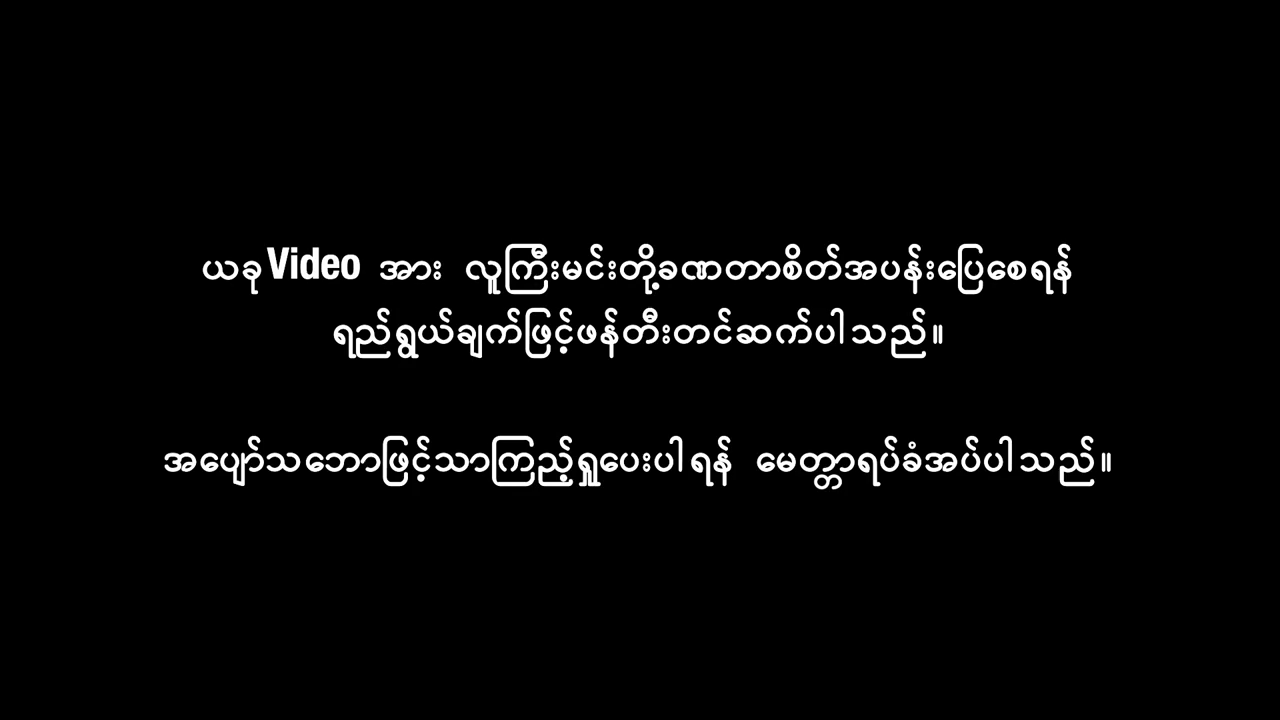 ယခုVideo အား လူကြီးမင်းတို့ခဏတာစိတ်အပန်းပြေစေရန်
ရည်ရွယ်ချက်ဖြင့်ဖန်တီးတင်ဆက်ပါသည်။
အပျော်သဘောဖြင့်သာကြည့်ရှုပေးပါရန် မေတ္တာရပ်ခံအပ်ပါသည်။